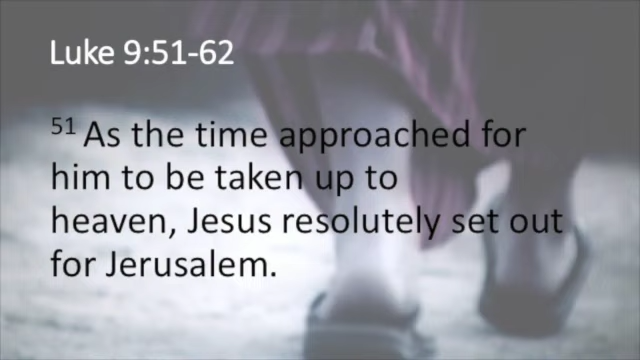 Luke 9:51-62
51 As the time approached for
him to be taken up to
heaven, Jesus resolutely set out
for Jerusalem.